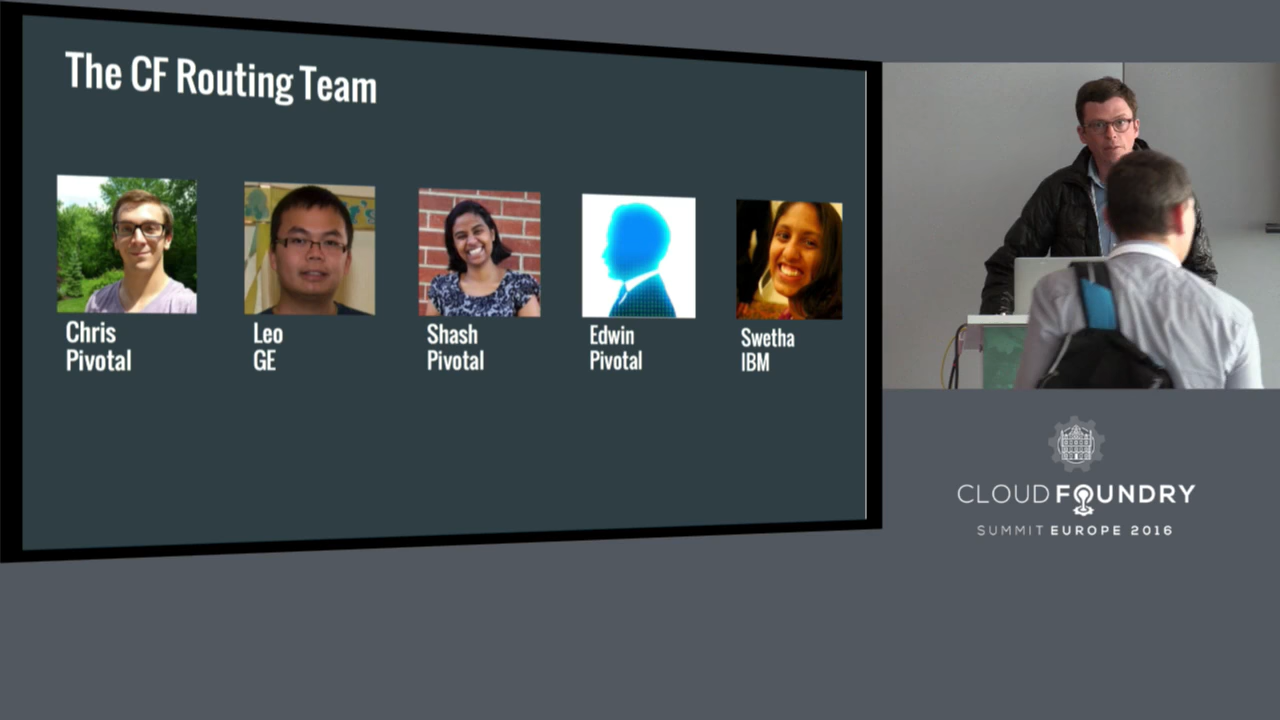 The CF Routing Team
Chris
Pivotal
Leo
GE
Shash
Pivotal
Edwin
Pivotal
Swetha
IBM
CLOUD FOUNDRY
SUMMIT EUROPE 2016